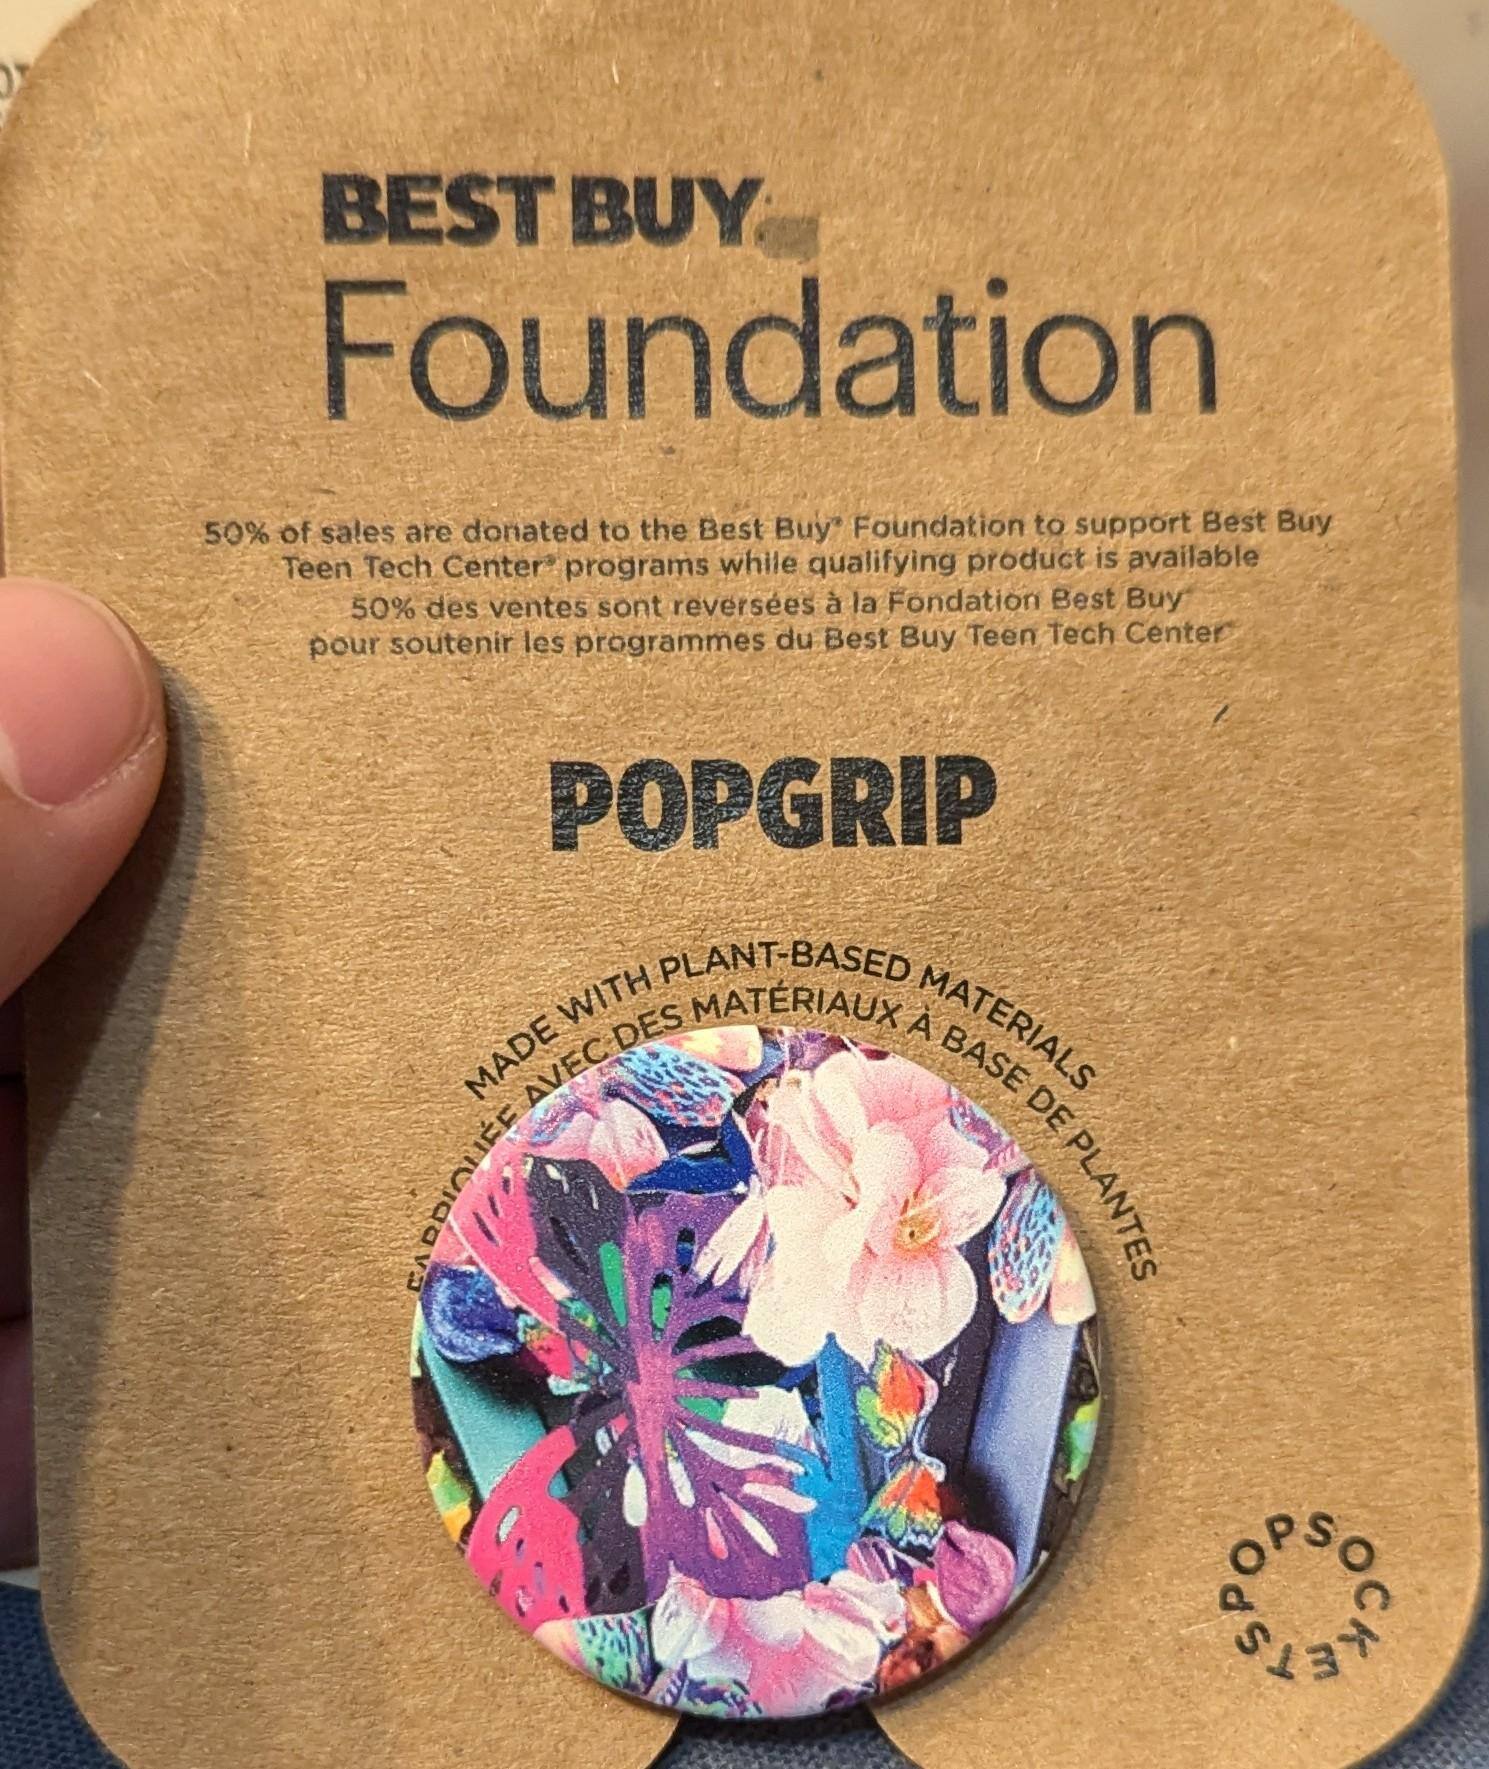 BEST BUY
Foundation
50% of sales are donated to the Best Buy® Foundation to support Best Buy
Teen Tech Center® programs while qualifying product is available
50% des ventes sont reversées à la Fondation Best Buy®
pour soutenir les programmes du Best Buy Teen Tech Center®
POPGRIP
MADE WITH PLANT-BASED MATERIALS
FABRIQUÉE AVEC DES MATÉRIAUX À BASE DE PLANTES
POPSOCKETS